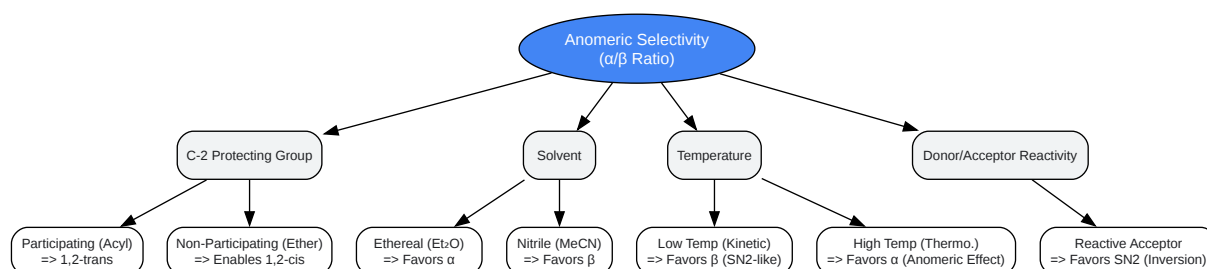 Anomeric Selectivity
(α/β Ratio)
C-2 Protecting Group
Solvent
Temperature
Donor/Acceptor Reactivity
Participating (Acyl)
=> 1,2-trans
Non-Participating (Ether)
=> Enables 1,2-cis
Ethereal (Et₂O)
=> Favors α
Nitrile (MeCN)
=> Favors β
Low Temp (Kinetic)
=> Favors β (SN2-like)
High Temp (Thermo.)
=> Favors α (Anomeric Effect)
Reactive Acceptor
=> Favors SN2 (Inversion)